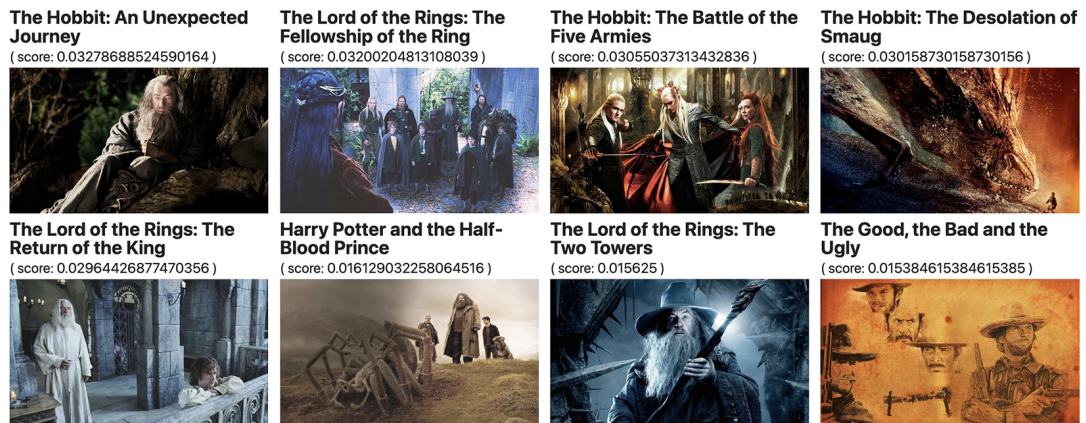 The Hobbit: An Unexpected
Journey
( score: 0.03278688524590164 )
The Lord of the Rings: The
Fellowship of the Ring
( score: 0.03200204813108039 )
The Hobbit: The Battle of the
Five Armies
( score: 0.03055037313432836 )
The Hobbit: The Desolation of
Smaug
( score: 0.030158730158730156 )
The Lord of the Rings: The
Return of the King
( score: 0.02964426877470356 )
Harry Potter and the Half-
Blood Prince
( score: 0.016129032258064516 )
The Lord of the Rings: The
Two Towers
( score: 0.015625 )
The Good, the Bad and the
Ugly
( score: 0.015384615384615385 )